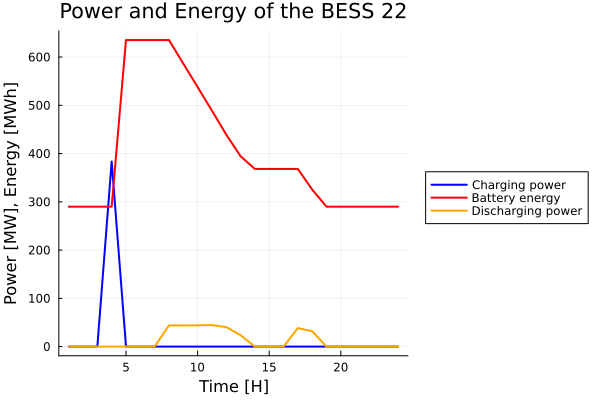 Power and Energy of the BESS 22
Power [MW], Energy [MWh]
600
500
400
300
200
100
0
5
10
15
20
Time [H]
Charging power
Battery energy
Discharging power